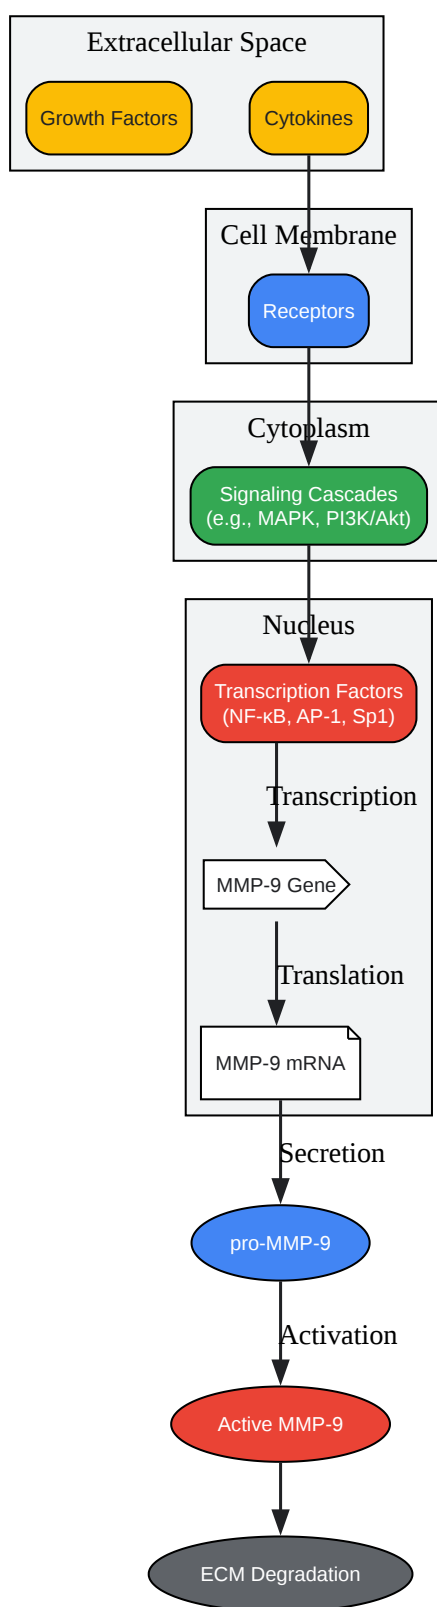 Extracellular Space
Growth Factors
Cytokines
Cell Membrane
Receptors
Cytoplasm
Signaling Cascades
(e.g., MAPK, PI3K/Akt)
Nucleus
Transcription Factors
(NF-κB, AP-1, Sp1)
Transcription
MMP-9 Gene
Translation
MMP-9 mRNA
Secretion
pro-MMP-9
Activation
Active MMP-9
ECM Degradation